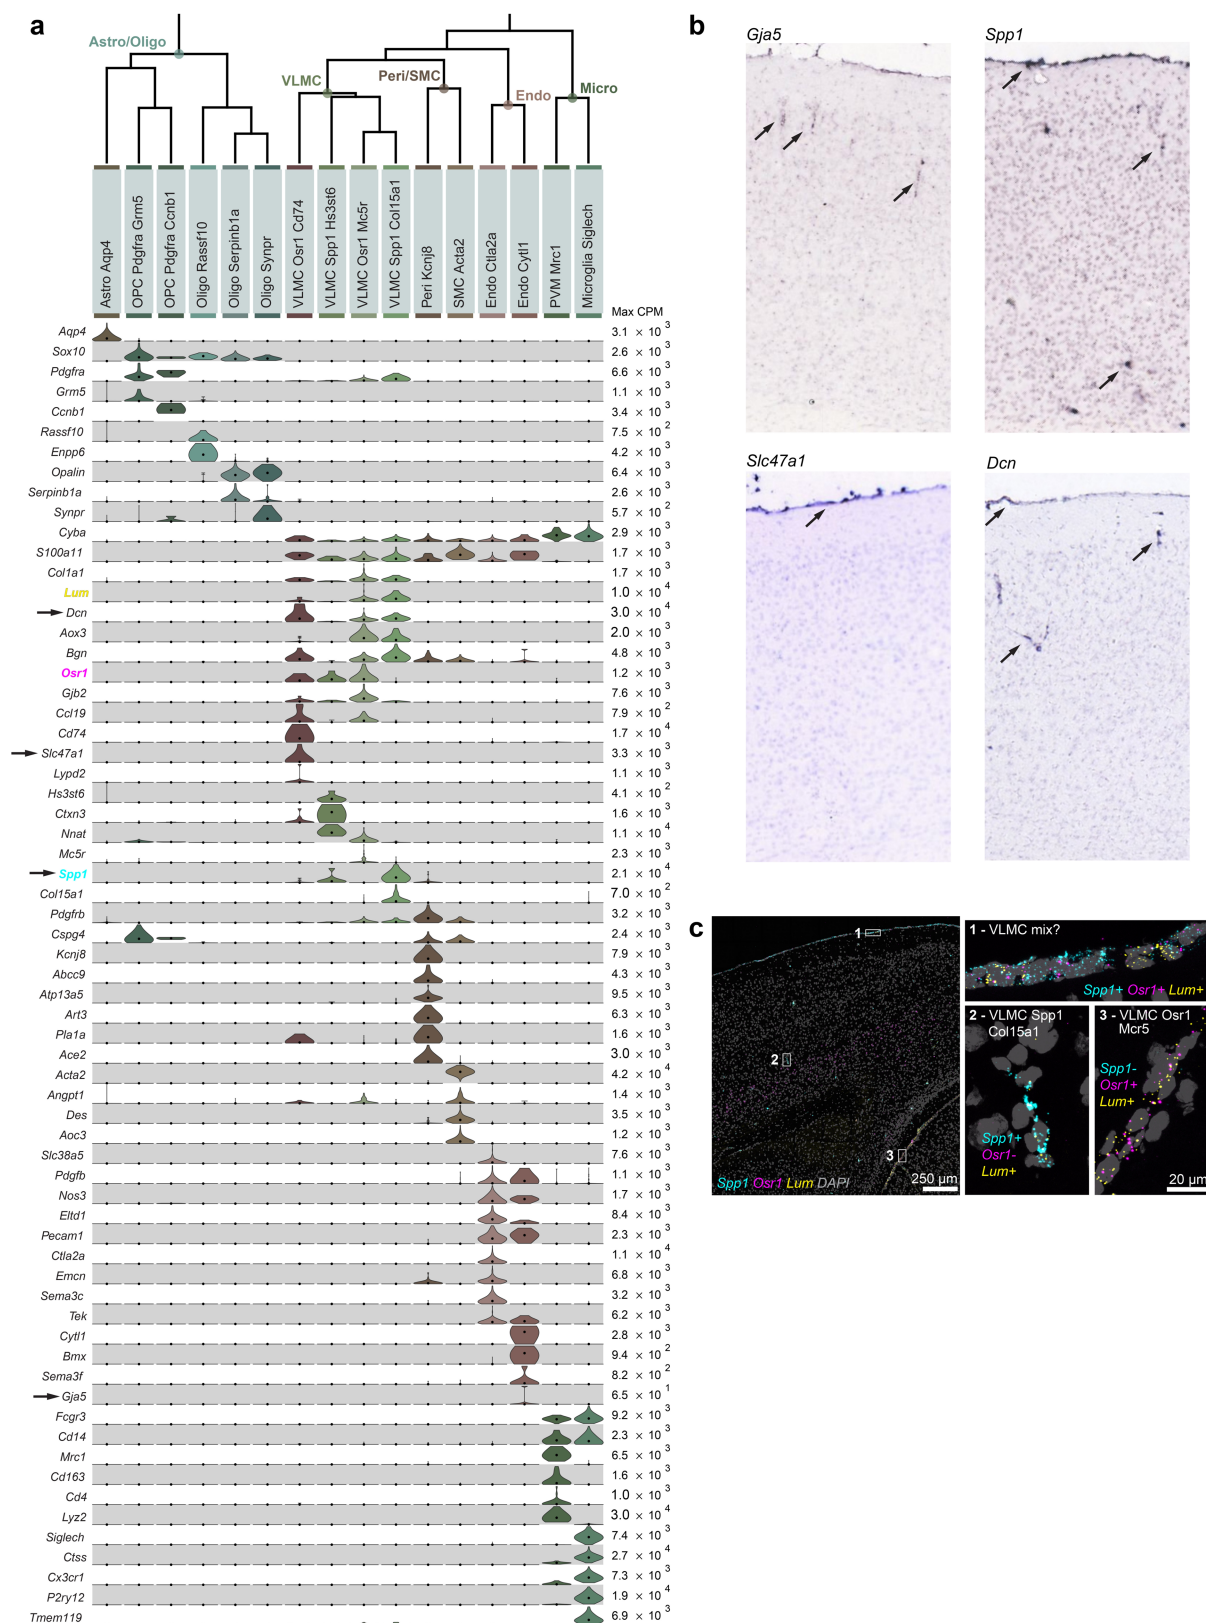 a
Astro/Oligo
VLMC
Peri/SMC
Endo
Micro
Astro Aqp4
OPC Pdgfra Grm5
OPC Pdgfra Ccnb1
Oligo Rassf10
Oligo Serpinb1a
Oligo Synpr
VLMC Osr1 Cd74
VLMC Spp1 Hs3st6
VLMC Osr1 Mc5r
VLMC Spp1 Col15a1
Peri Kcnj8
SMC Acta2
Endo Ctla2a
Endo Cytl1
PVM Mrc1
Microglia Siglech
Max CPM
Aqp4 3.1 × 10 3
Sox10 2.6 × 10 3
Pdgfra 6.6 × 10 3
Grm5 1.1 × 10 3
Ccnb1 3.4 × 10 3
Rassf10 7.5 × 10 2
Enpp6 4.2 × 10 3
Opalin 6.4 × 10 3
Serpinb1a 2.6 × 10 3
Synpr 5.7 × 10 2
Cyba 2.9 × 10 3
S100a11 1.7 × 10 3
Col1a1 1.7 × 10 3
Lum 1.0 × 10 4
Dcn 3.0 × 10 4
Aox3 2.0 × 10 3
Bgn 4.8 × 10 3
Osr1 1.2 × 10 3
Gjb2 7.6 × 10 3
Ccl19 7.9 × 10 2
Cd74 1.7 × 10 4
Slc47a1 3.3 × 10 3
Lypd2 1.1 × 10 3
Hs3st6 4.1 × 10 2
Ctxn3 1.6 × 10 3
Nnat 1.1 × 10 4
Mc5r 2.3 × 10 3
Spp1 2.1 × 10 4
Col15a1 7.0 × 10 2
Pdgfrb 3.2 × 10 3
Cspg4 2.4 × 10 3
Kcnj8 7.9 × 10 3
Abcc9 4.3 × 10 3
Atp13a5 9.5 × 10 3
Art3 6.3 × 10 3
Pla1a 1.6 × 10 3
Ace2 3.0 × 10 3
Acta2 4.2 × 10 4
Angpt1 1.4 × 10 3
Des 3.5 × 10 3
Aoc3 1.2 × 10 3
Slc38a5 7.6 × 10 3
Pdgfb 1.1 × 10 3
Nos3 1.7 × 10 3
Eltd1 8.4 × 10 3
Pecam1 2.3 × 10 3
Ctla2a 1.1 × 10 4
Emcn 6.8 × 10 3
Sema3c 3.2 × 10 3
Tek 6.2 × 10 3
Cytl1 2.8 × 10 3
Bmx 9.4 × 10 2
Sema3f 8.2 × 10 2
Gja5 6.5 × 10 1
Fcgr3 9.2 × 10 3
Cd14 2.3 × 10 3
Mrc1 6.5 × 10 3
Cd163 1.6 × 10 3
Cd4 1.0 × 10 3
Lyz2 3.0 × 10 4
Siglech 7.4 × 10 3
Ctss 2.7 × 10 4
Cx3cr1 7.3 × 10 3
P2ry12 1.9 × 10 4
Tmem119 6.9 × 10 3
b
Gja5
Spp1
Slc47a1
Dcn
c
1
2
3
Spp1 Osr1 Lum DAPI
250 µm
1 - VLMC mix?
Spp1+ Osr1+ Lum+
2 - VLMC Spp1
Col15a1
Spp1+
Osr1-
Lum+
3 - VLMC Osr1
Mcr5
Spp1-
Osr1+
Lum+
20 µm